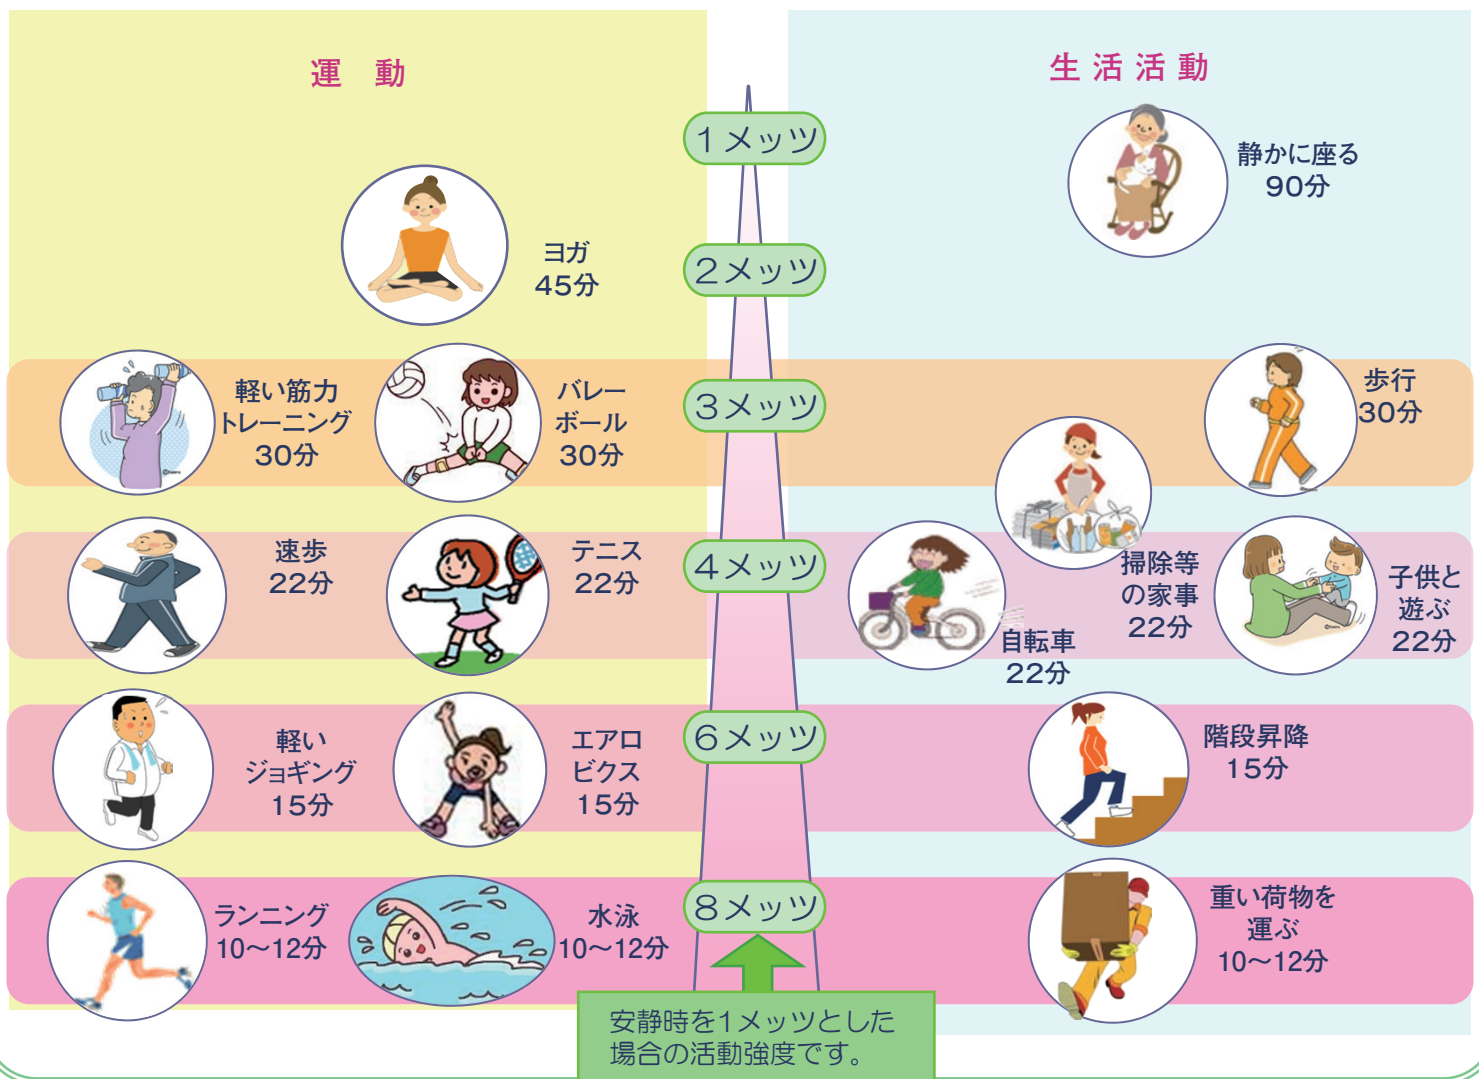 運　動
生活活動
1メッツ
静かに座る
90分
ヨガ
45分
2メッツ
軽い筋力
トレーニング
30分
バレー
ボール
30分
3メッツ
歩行
30分
速歩
22分
テニス
22分
4メッツ
自転車
22分
掃除等
の家事
22分
子供と
遊ぶ
22分
軽い
ジョギング
15分
エアロ
ビクス
15分
6メッツ
階段昇降
15分
ランニング
10〜12分
水泳
10〜12分
8メッツ
重い荷物を
運ぶ
10〜12分
安静時を1メッツとした
場合の活動強度です。